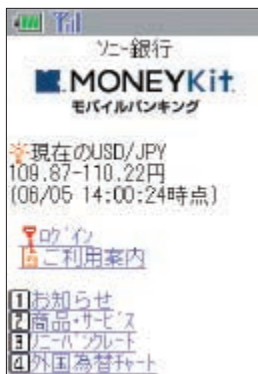 ソニー銀行
MONEYKit
モバイルバンキング
現在のUSD/JPY
109.87-110.22円
(06/05 14:00:24時点)
ログイン
ご利用案内
1お知らせ
2商品・サービス
3ソニーバンクレート
4外国為替チャート